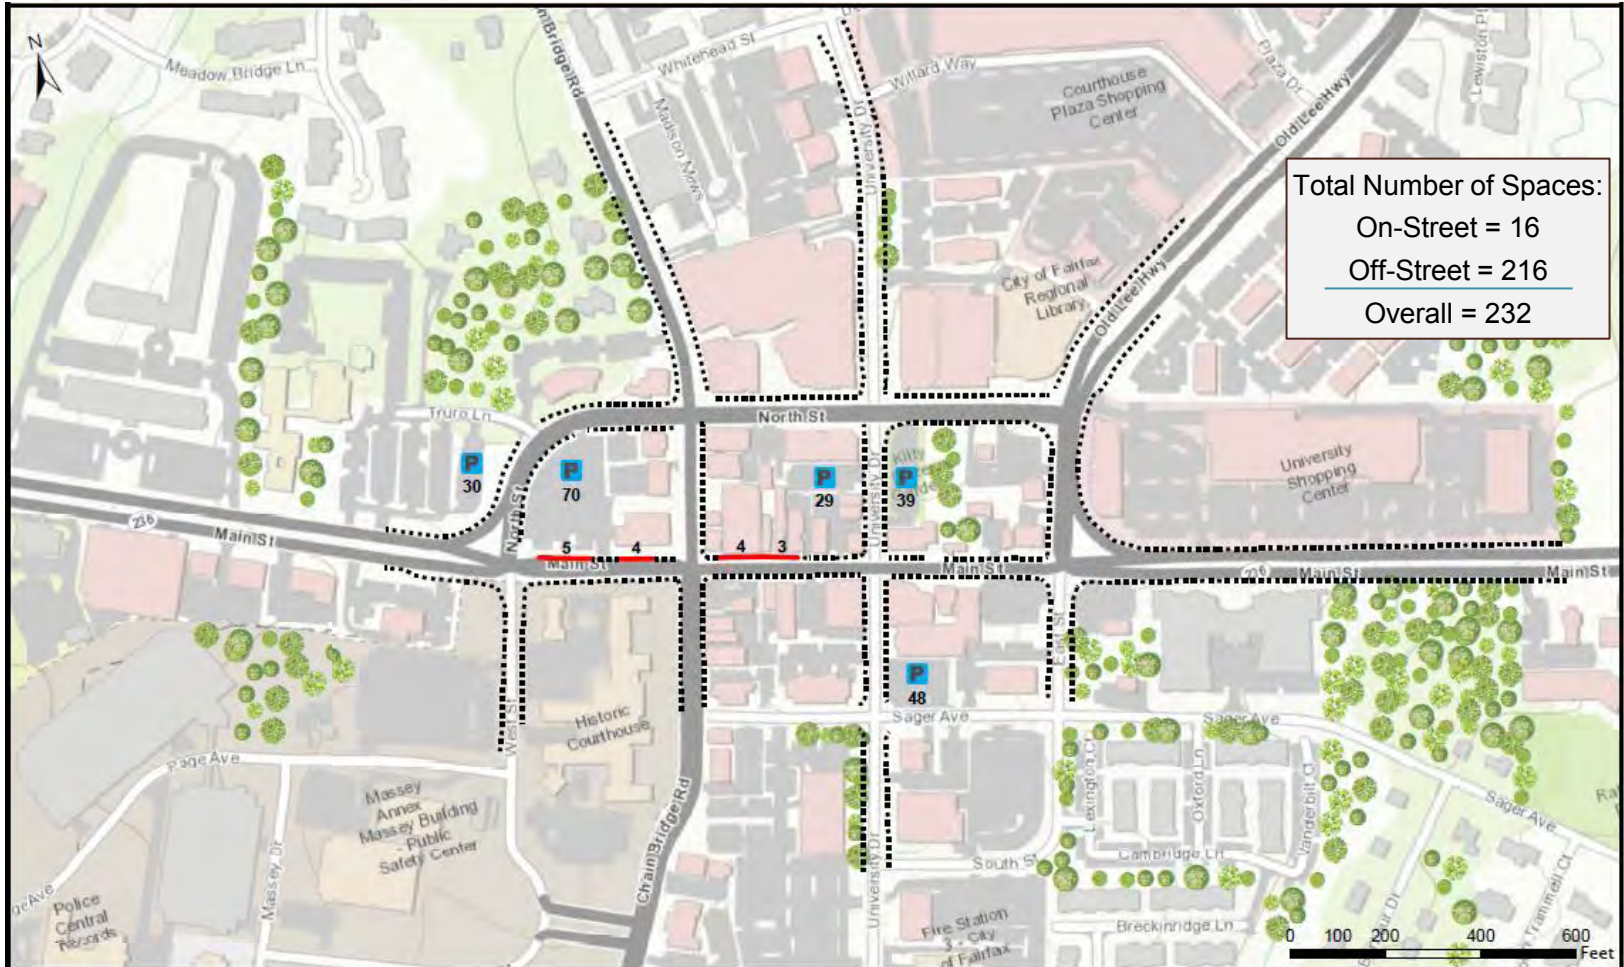 N
Meadow Bridge Ln
Bridge Rd
Whitehead St
Madison Mews
University Dr
Willard Way
Courthouse
Plaza Shopping
Center
Plaza Dr
Lewiston Pl
Old Lee Hwy
Total Number of Spaces:
On-Street = 16
Off-Street = 216
Overall = 232
City of Fairfax
Regional
Library
Old Lee Hwy
Truro Ln
North St
P
30
P
70
P
29
P
39
University Dr
University
Shopping
Center
North St
236
Main St
5
4
4
3
Main St
Main St
236
Main St
Main St
East St
P
48
Sager Ave
Sager Ave
West St
Historic
Courthouse
Page Ave
Massey
Annex
Massey Building
- Public
Safety Center
Massey Dr
Chain Bridge Rd
University Dr
Lexington Ct
Oxford Ln
Vanderbilt Ct
Sager Ave
South St
Cambridge Ln
Breckinridge Ln
Police
Central
Records
Fire Station
3 - City
of Fairfax
Trammell Ct
0 100 200 400 600
Feet